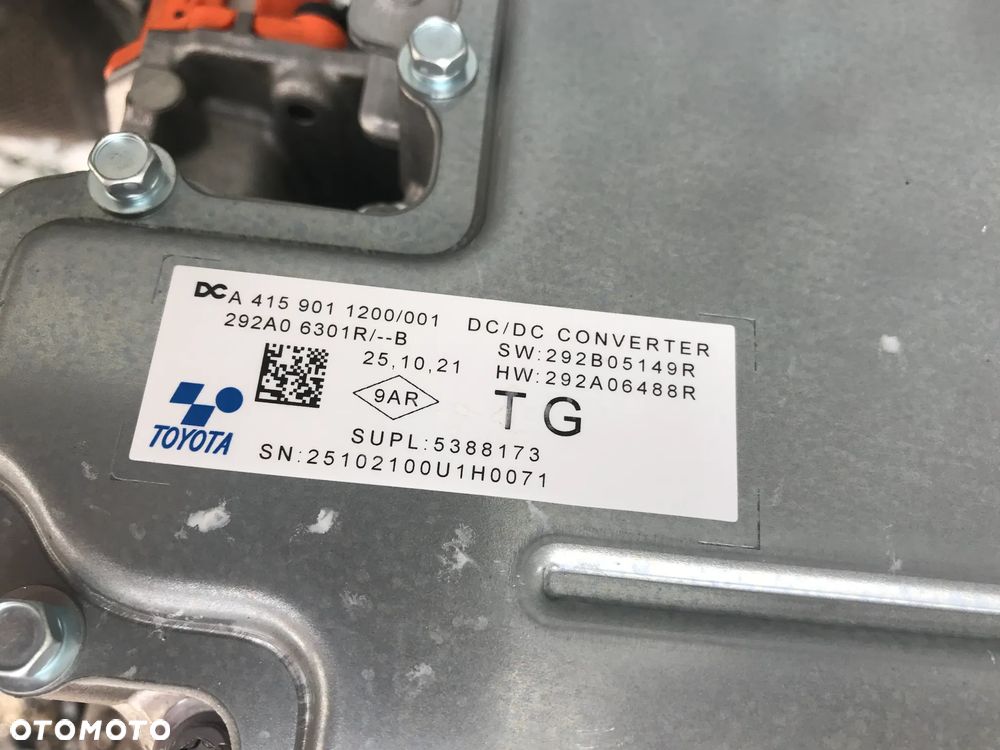 DC A 415 901 1200/001 DC/DC CONVERTER
292A0 6301R/--B SW:292B05149R
25,10,21 HW:292A06488R
9AR TG
TOYOTA SUPL:5388173
SN:25102100U1H0071
OTOMOTO